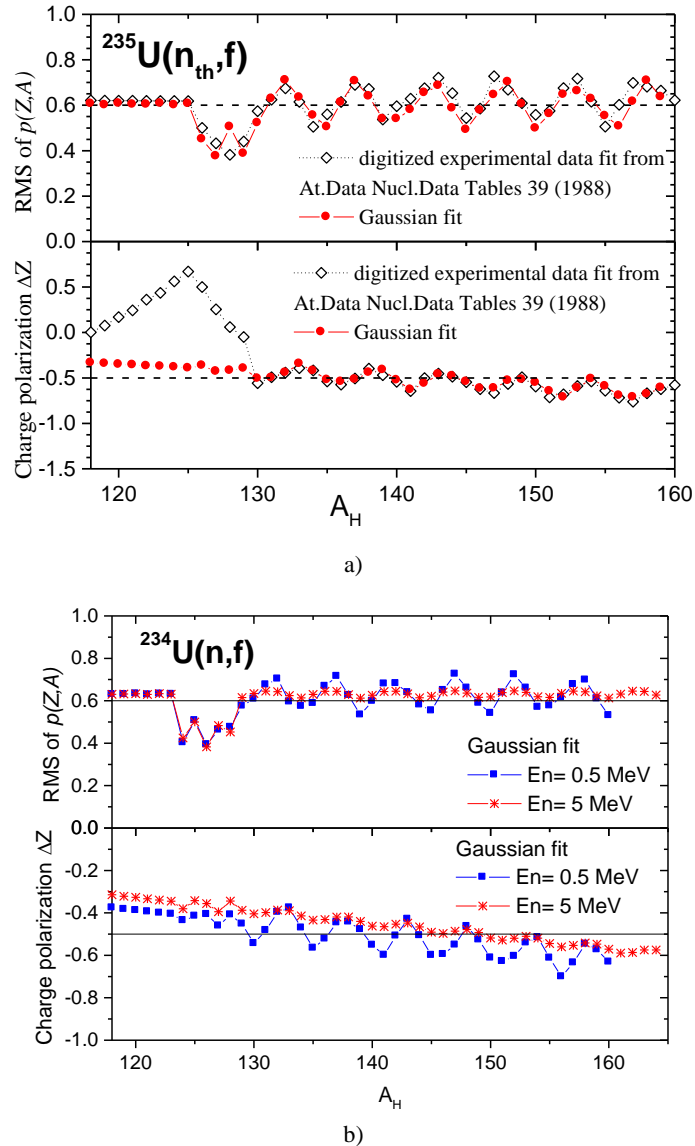 ²³⁵U(nth,f)
RMS of p(Z,A)
1.0
0.8
0.6
0.4
0.2
0.0
digitized experimental data fit from
At.Data Nucl.Data Tables 39 (1988)
Gaussian fit
Charge polarization ΔZ
0.5
0.0
-0.5
-1.0
-1.5
digitized experimental data fit from
At.Data Nucl.Data Tables 39 (1988)
Gaussian fit
120 130 140 150 160
A_H
a)
²³⁴U(n,f)
RMS of p(Z,A)
1.0
0.8
0.6
0.4
0.2
0.0
Gaussian fit
En= 0.5 MeV
En= 5 MeV
Charge polarization ΔZ
-0.2
-0.4
-0.6
-0.8
-1.0
Gaussian fit
En= 0.5 MeV
En= 5 MeV
120 130 140 150 160
A_H
b)